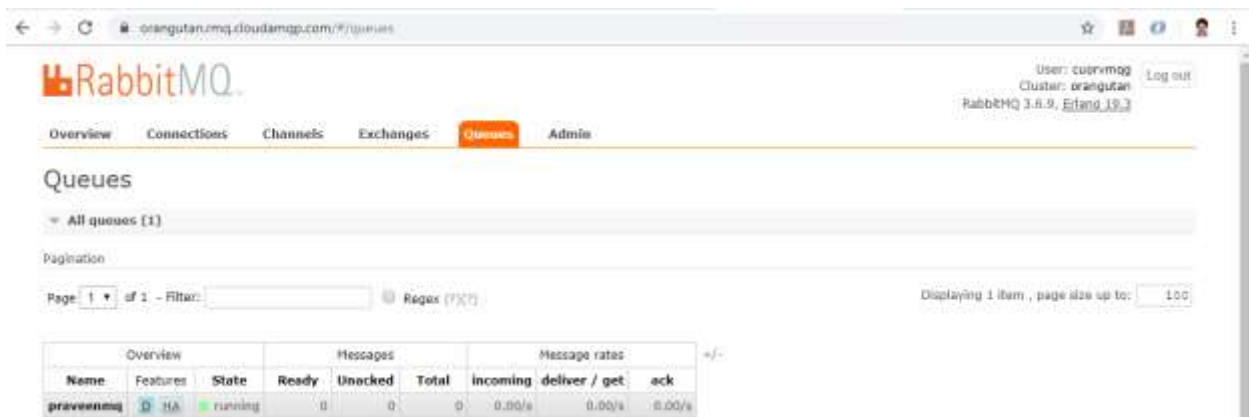 orangutan.rmq.cloudamqp.com/#/queues
RabbitMQ
User: cuorvmqg
Cluster: orangutan
RabbitMQ 3.6.9, Erlang 19.3
Log out
Overview Connections Channels Exchanges Queues Admin
Queues
All queues (1)
Pagination
Page 1 of 1 - Filter: Regex (?)(?)
Displaying 1 item , page size up to: 100
Overview Messages Message rates +/-
Name Features State Ready Unacked Total incoming deliver / get ack
praveenmq D HA running 0 0 0 0.00/s 0.00/s 0.00/s